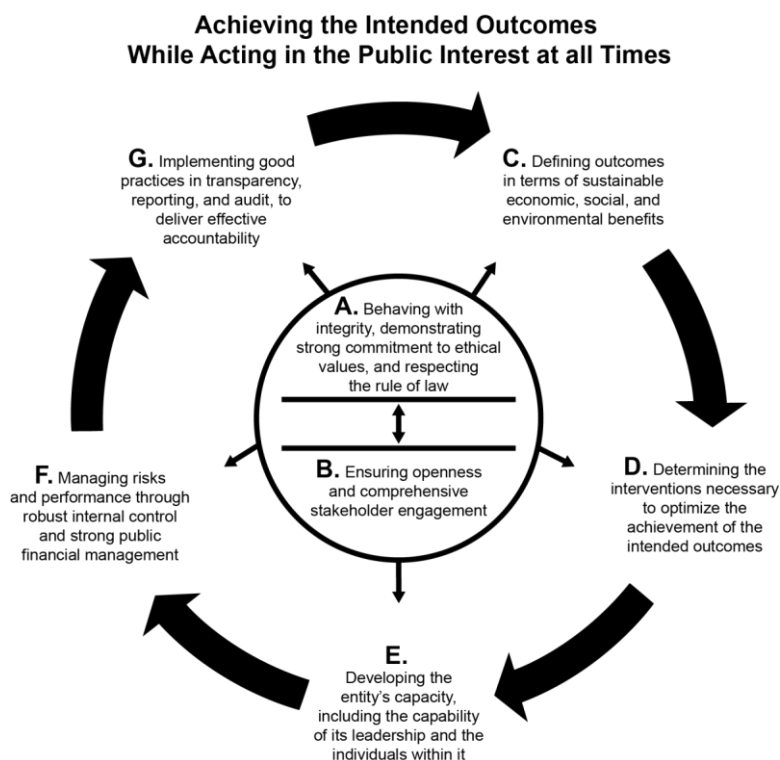 Achieving the Intended Outcomes
While Acting in the Public Interest at all Times
G. Implementing good
practices in transparency,
reporting, and audit, to
deliver effective
accountability
C. Defining outcomes
in terms of sustainable
economic, social, and
environmental benefits
A. Behaving with
integrity, demonstrating
strong commitment to ethical
values, and respecting
the rule of law
B. Ensuring openness
and comprehensive
stakeholder engagement
F. Managing risks
and performance through
robust internal control
and strong public
financial management
D. Determining the
interventions necessary
to optimize the
achievement of the
intended outcomes
E.
Developing the
entity’s capacity,
including the capability
of its leadership and the
individuals within it